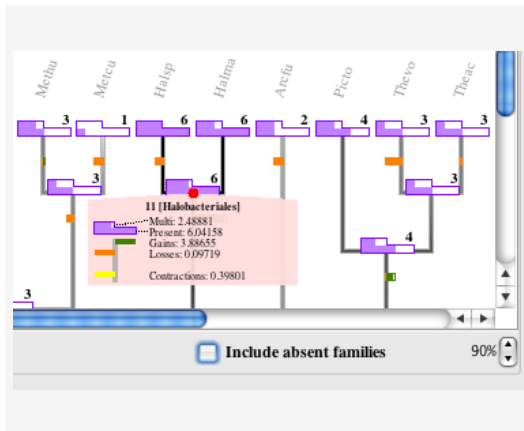 Methu Metcu Halsp Halma Arcfu Picto Thevo Theac
3 1 6 6 2 4 3 3
3 6 3
11 [Halobacteriales]
Multi: 2.48881
Present: 6.04158
Gains: 3.88655
Losses: 0.09719
4
Contractions: 0.39801
3
Include absent families 90%